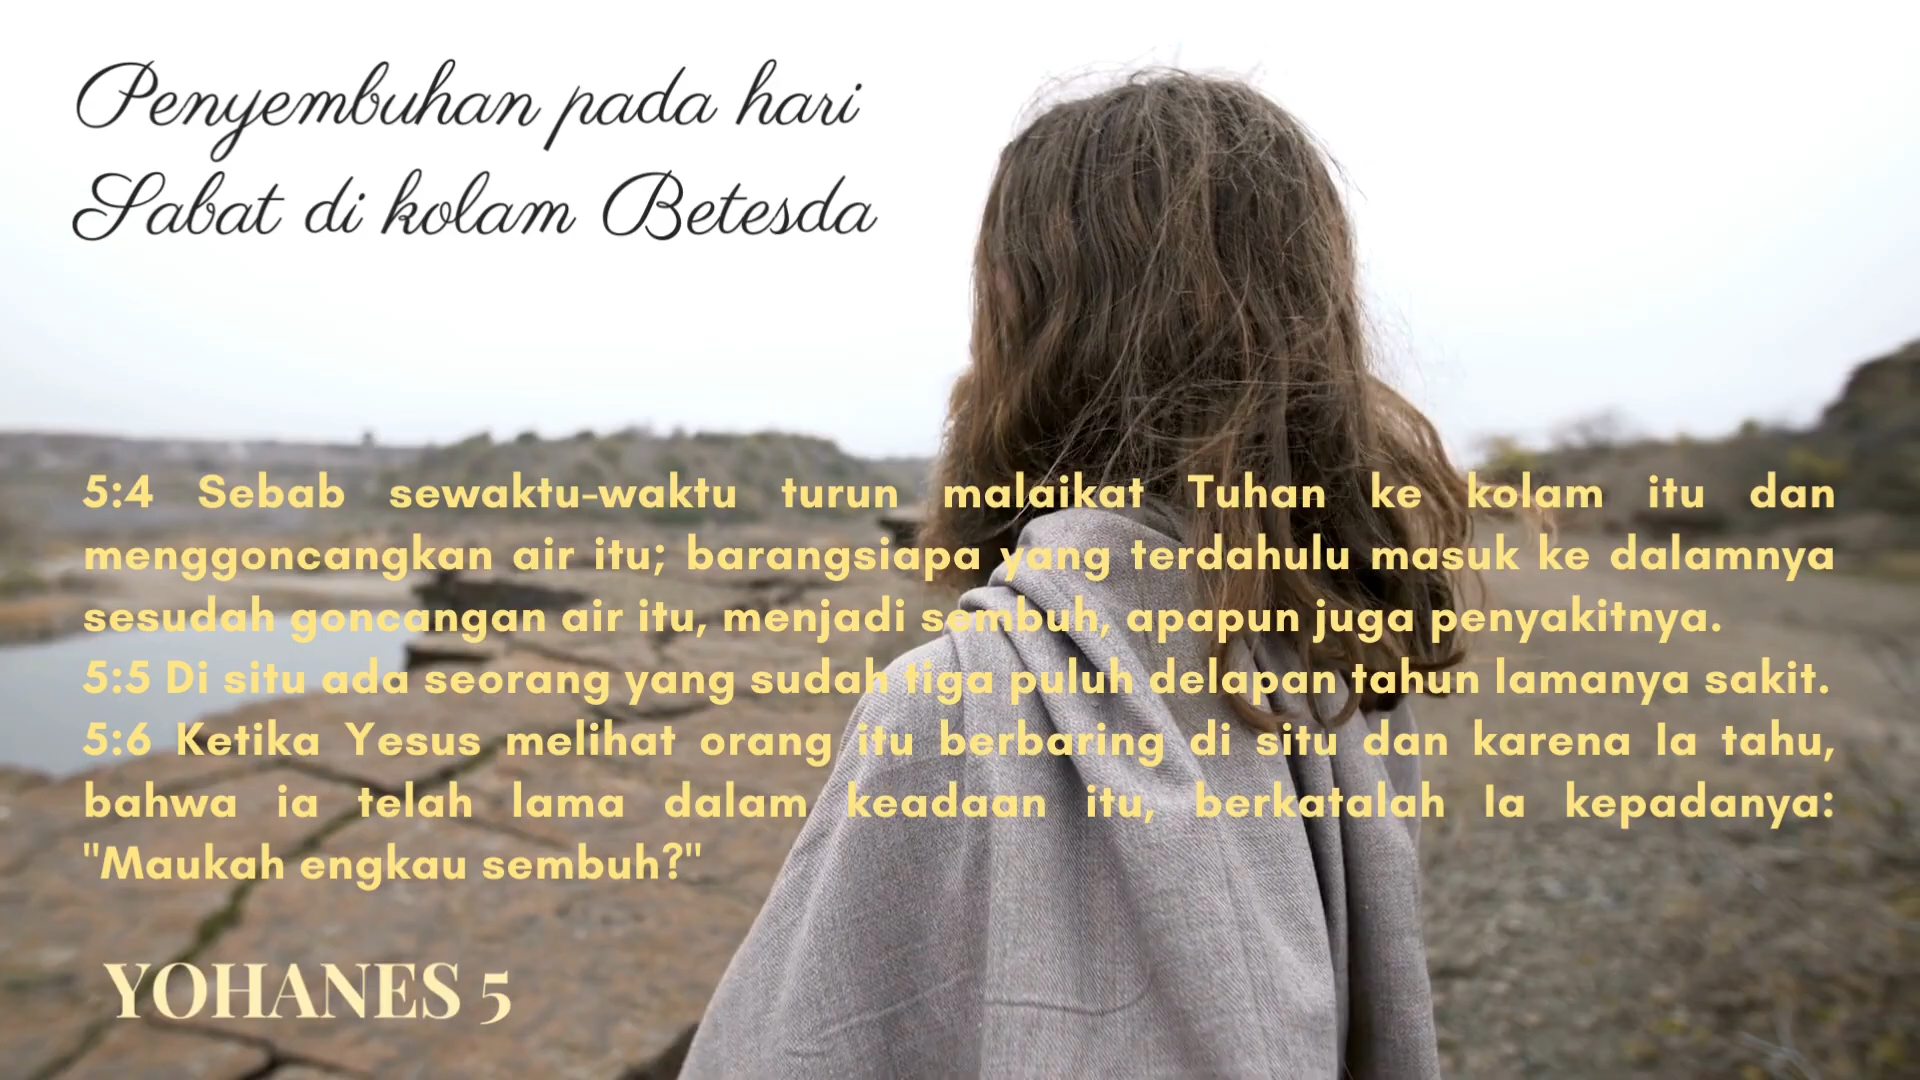 Penyembuhan pada hari
Sabat di kolam Betesda
5:4 Sebab sewaktu-waktu turun malaikat Tuhan ke kolam itu dan
menggoncangkan air itu; barangsiapa yang terdahulu masuk ke dalamnya
sesudah goncangan air itu, menjadi sembuh, apapun juga penyakitnya.
5:5 Di situ ada seorang yang sudah tiga puluh delapan tahun lamanya sakit.
5:6 Ketika Yesus melihat orang itu berbaring di situ dan karena Ia tahu,
bahwa ia telah lama dalam keadaan itu, berkatalah Ia kepadanya:
"Maukah engkau sembuh?"
YOHANES 5